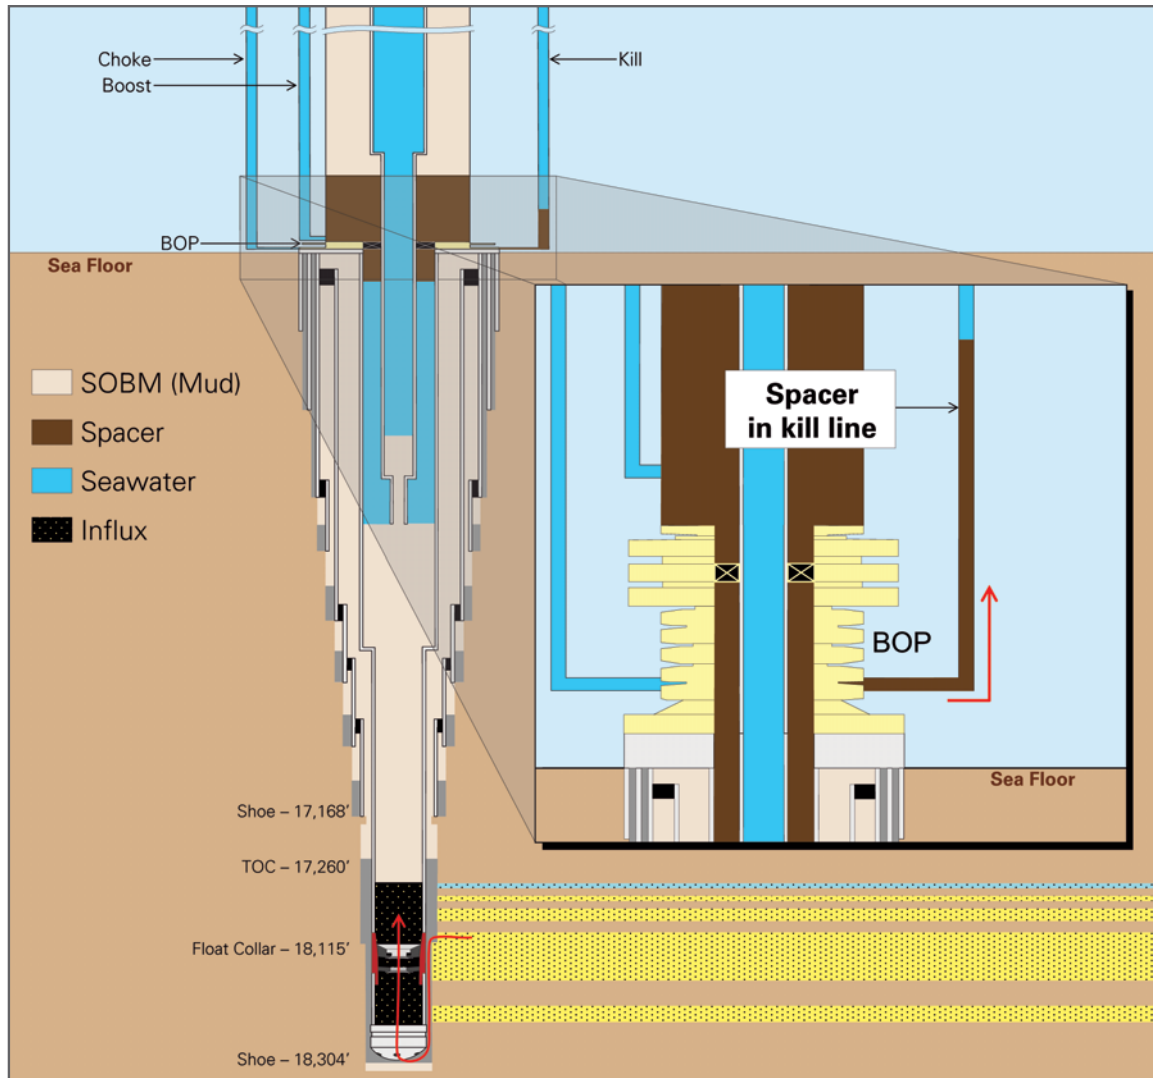 Choke
Boost
Kill
BOP
Sea Floor
SOBM (Mud)
Spacer
Seawater
Influx
Spacer
in kill line
BOP
Sea Floor
Shoe – 17,168'
TOC – 17,260'
Float Collar – 18,115'
Shoe – 18,304'